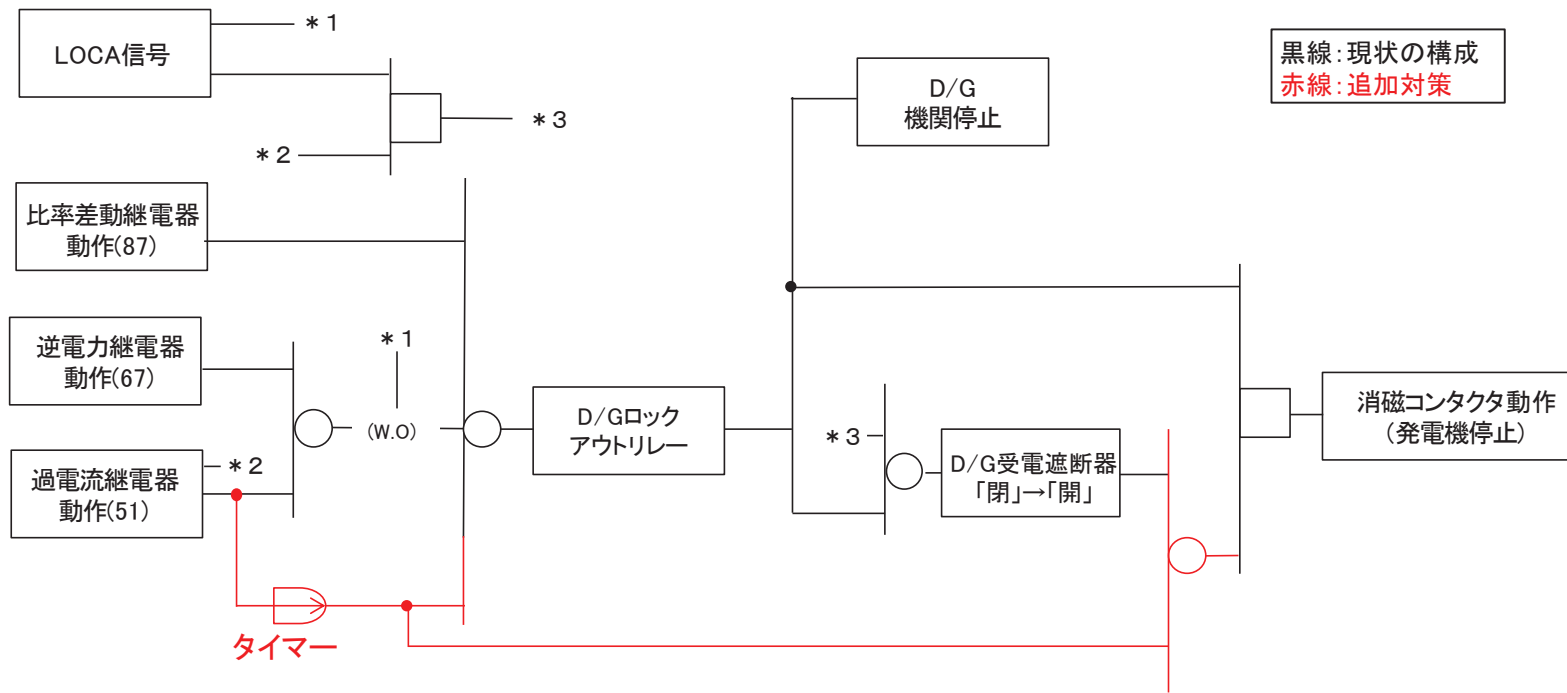 LOCA信号
*1
*2
*3
黒線:現状の構成
赤線:追加対策
D/G
機関停止
比率差動継電器
動作(87)
逆電力継電器
動作(67)
*1
(W.O)
過電流継電器
動作(51)
*2
タイマー
D/Gロック
アウトリレー
*3
D/G受電遮断器
「閉」→「開」
消磁コンタクタ動作
(発電機停止)